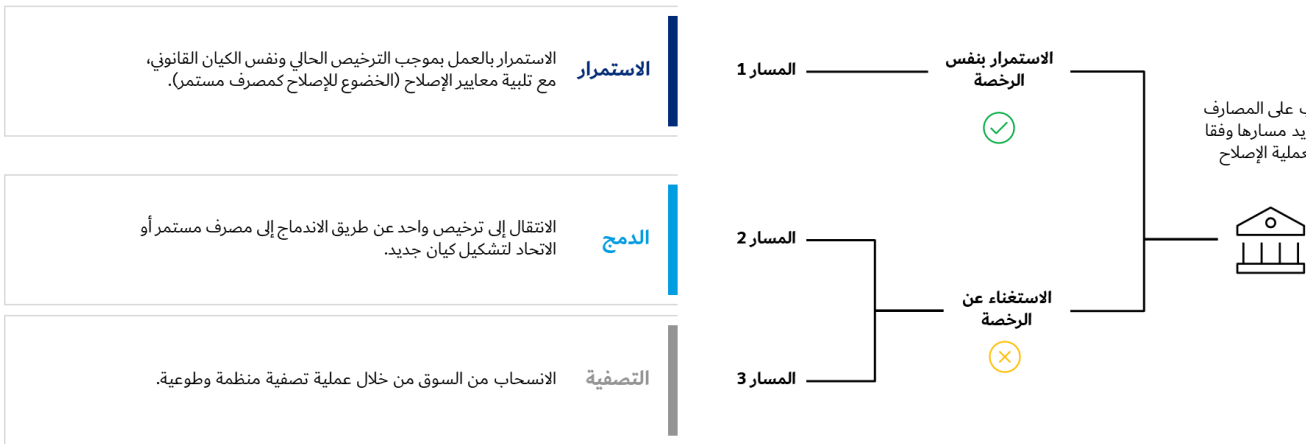 على المصارف
مسارها وفقا
الإصلاح
الاستمرار بنفس
الرخصة
المسار 1
الاستمرار
الاستمرار بالعمل بموجب الترخيص الحالي ونفس الكيان القانوني،
مع تلبية معايير الإصلاح (الخضوع للإصلاح كمصرف مستمر).
الاستغناء عن
الرخصة
المسار 2
الدمج
الانتقال إلى ترخيص واحد عن طريق الاندماج إلى مصرف مستمر أو
الاتحاد لتشكيل كيان جديد.
المسار 3
التصفية
الانسحاب من السوق من خلال عملية تصفية منظمة وطوعية.